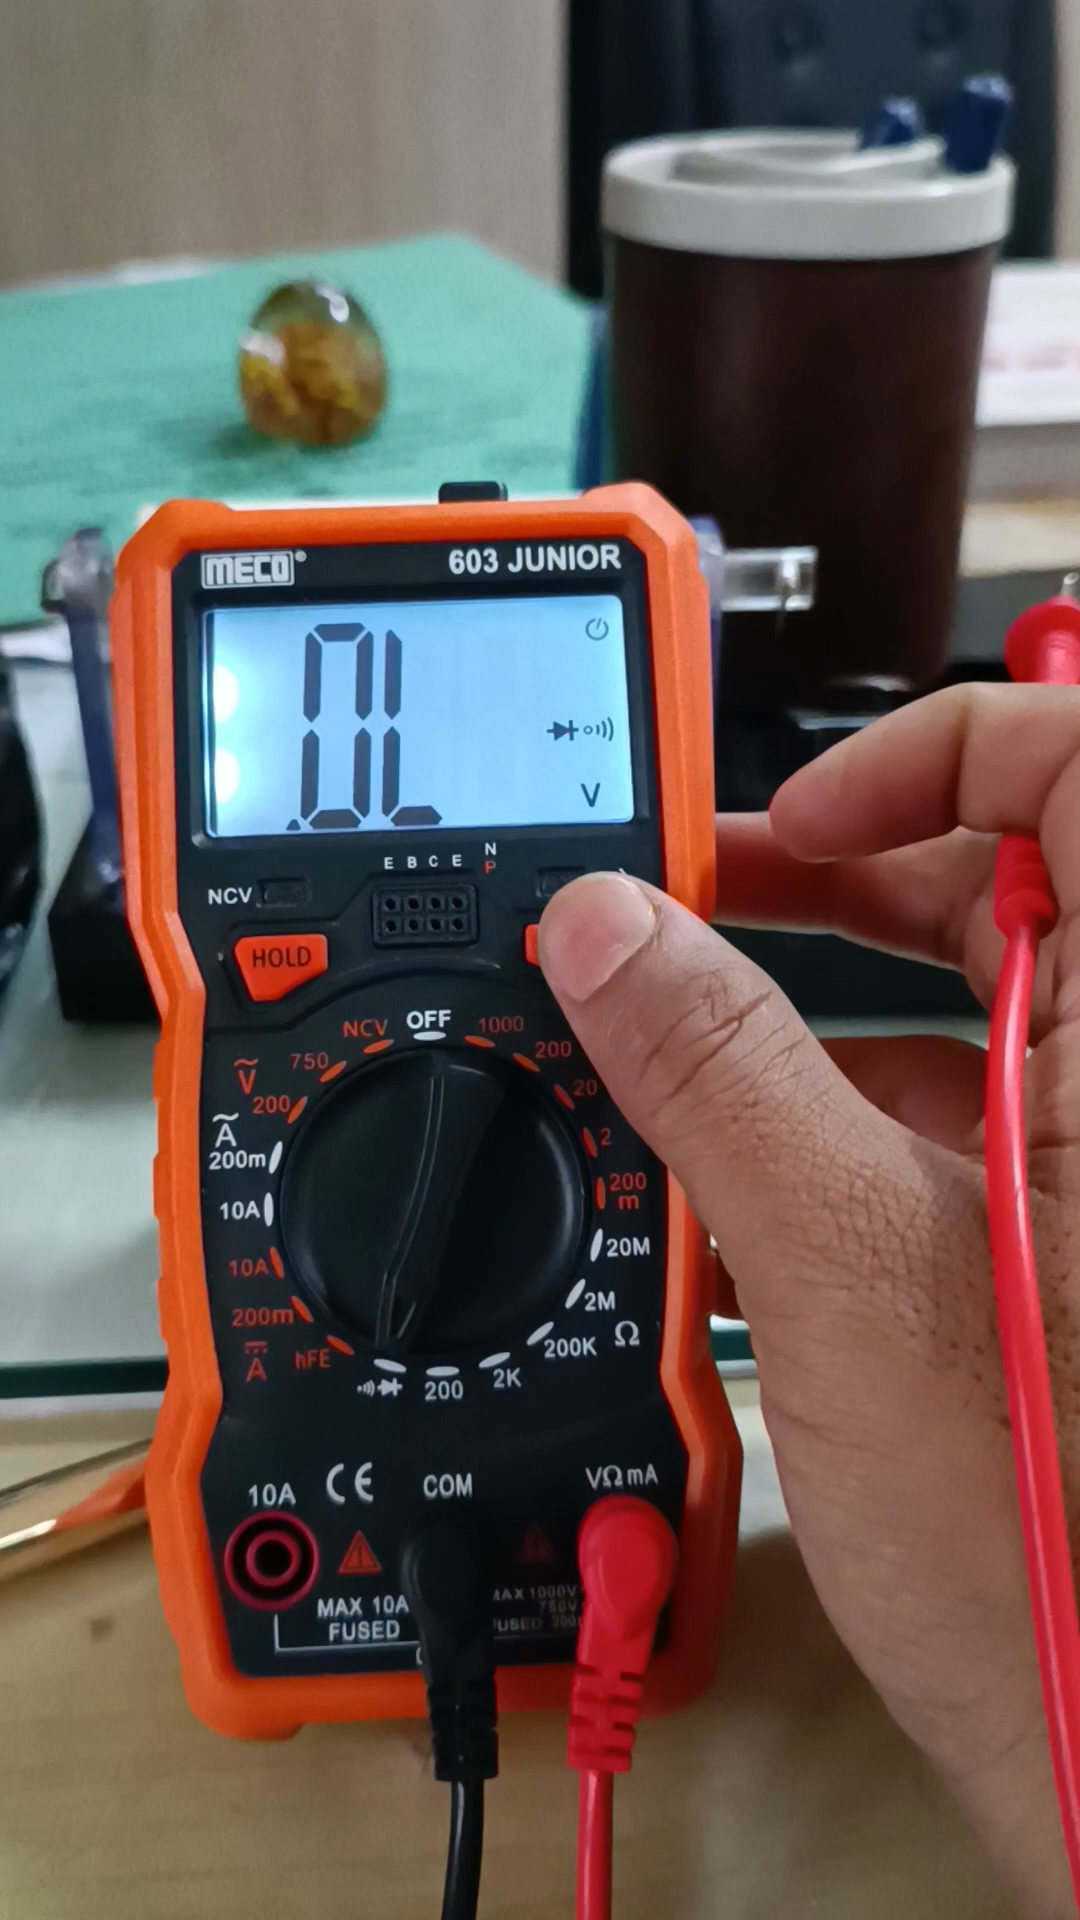 MECO®
603 JUNIOR
.OL
V
E B C E
N
P
NCV
HOLD
OFF
NCV
1000
750
200
Ṽ
200
20
Ã
200m
2
10A
200
m
10A
20M
200m
2M
A
hFE
200K
Ω
200
2K
10A
CE
COM
VΩmA
MAX 10A
FUSED